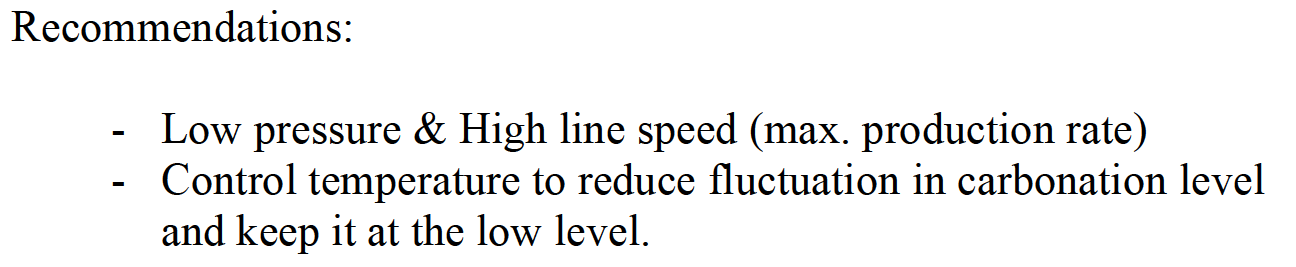 Recommendations:
- Low pressure & High line speed (max. production rate)
- Control temperature to reduce fluctuation in carbonation level
and keep it at the low level.